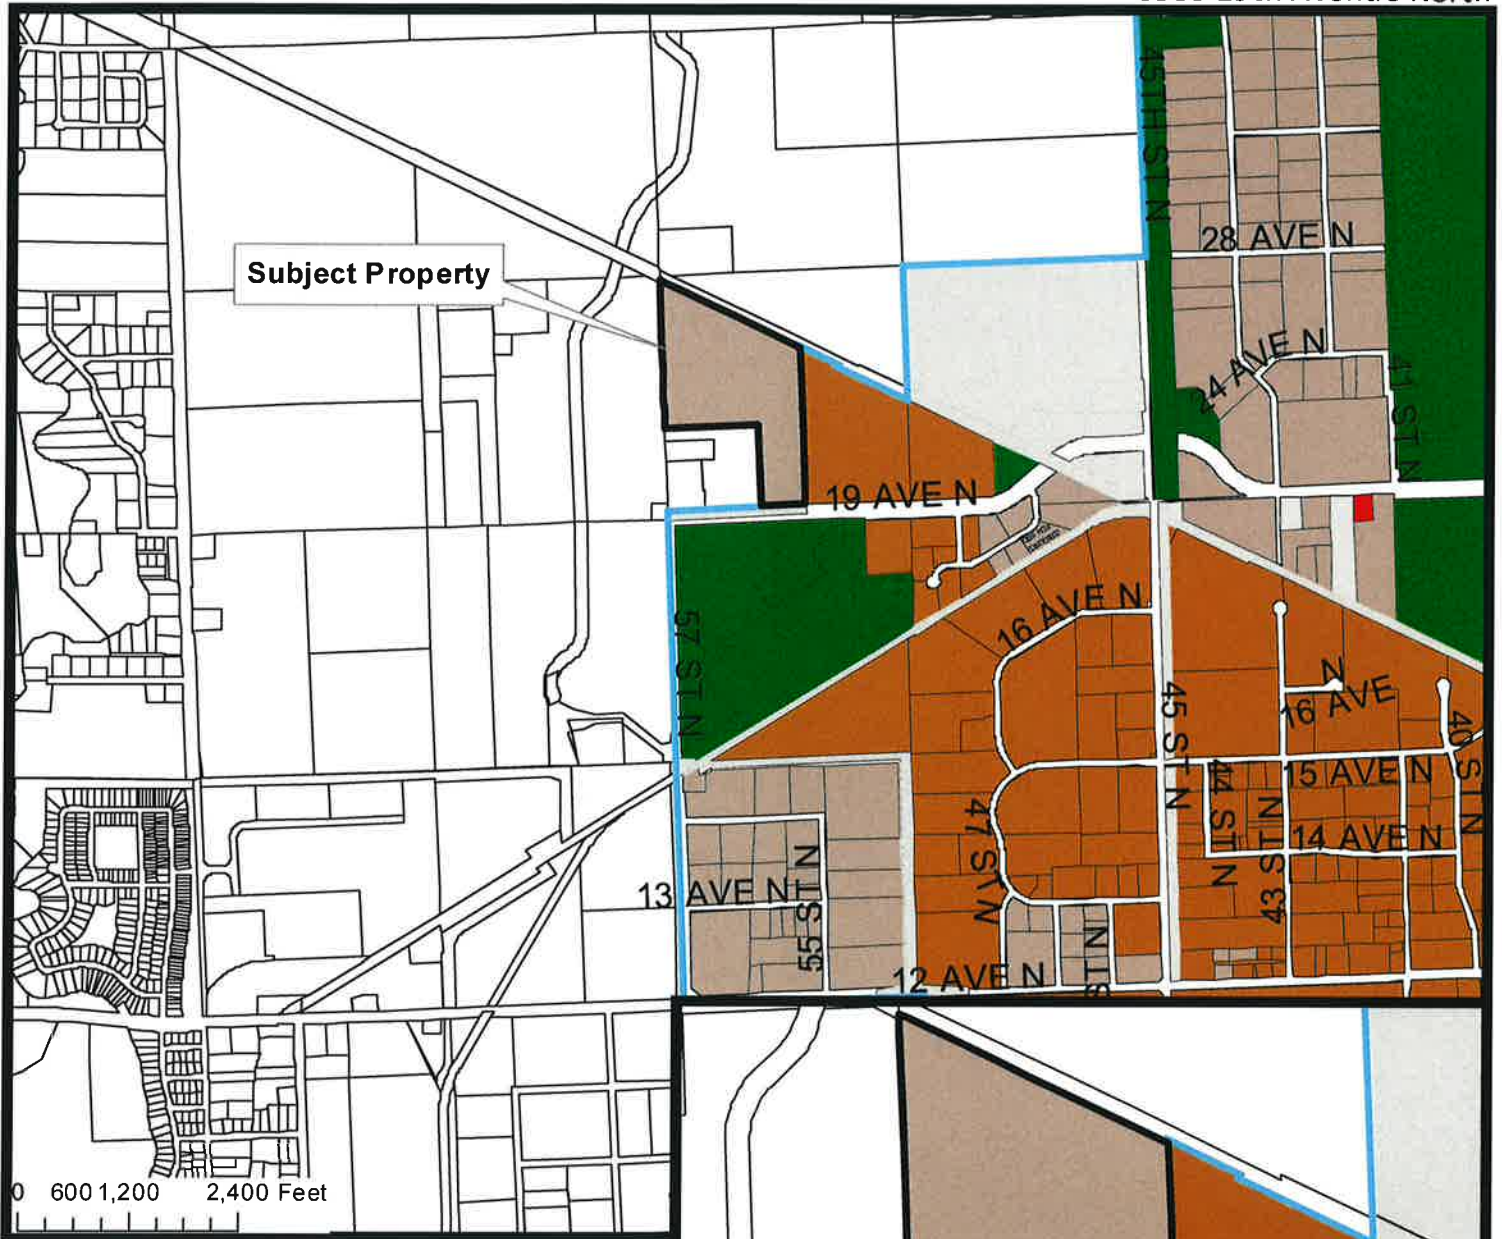 45TH ST N
28 AVE N
Subject Property
24 AVE N
41 ST N
19 AVE N
16 AVE N
57 ST N
N
16 AVE
45 ST N
40 ST N
15 AVE N
44 ST N
47 ST N
43 ST N
14 AVE N
13 AVE N
55 ST N
12 AVE N
ST N
0 600 1,200 2,400 Feet